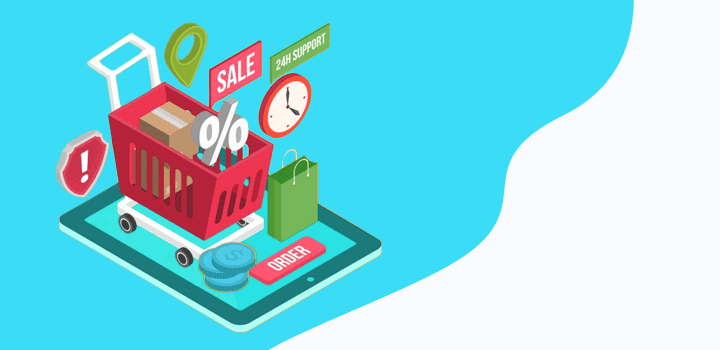 SALE
24H SUPPORT
%
!
ORDER
$